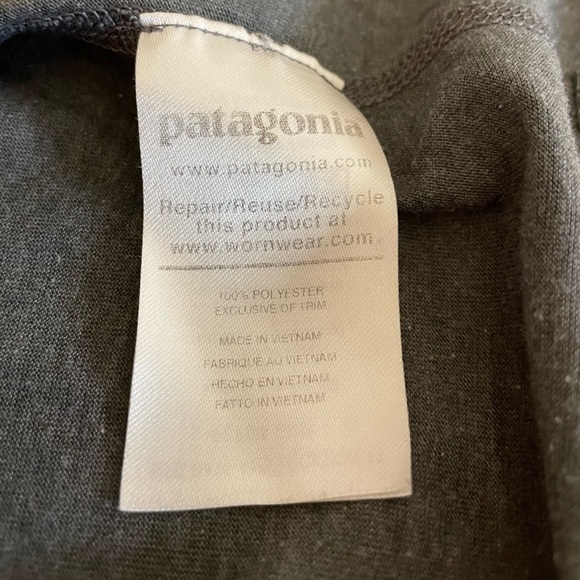 patagonia
www.patagonia.com
Repair/Reuse/Recycle
this product at
www.wornwear.com
100% POLYESTER
EXCLUSIVE OF TRIM
MADE IN VIETNAM
FABRIQUE AU VIETNAM
HECHO EN VIETNAM
FATTO IN VIETNAM